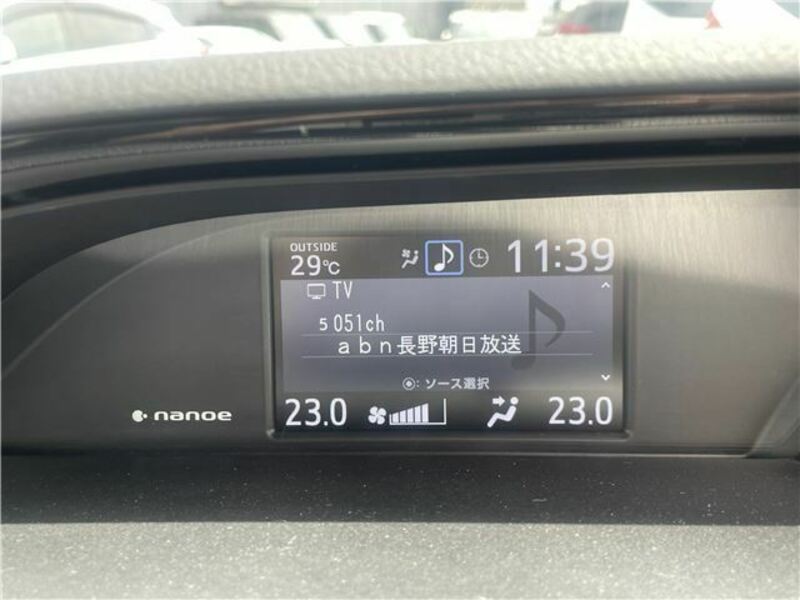 OUTSIDE
29℃
11:39
TV
5 051ch
ａｂｎ長野朝日放送
: ソース選択
nanoe
23.0
23.0